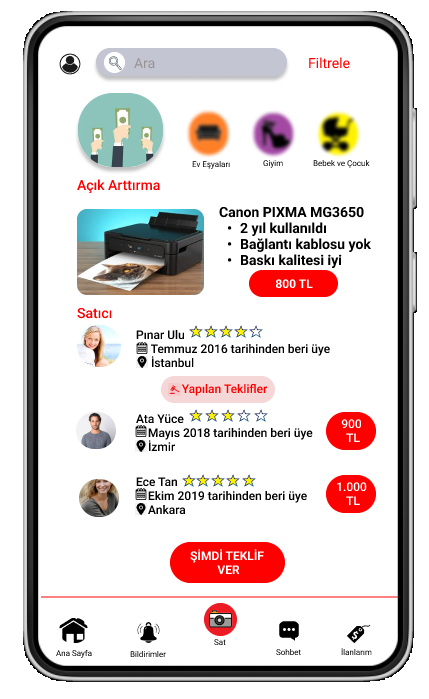 Ara
Filtrele
Ev Eşyaları
Giyim
Bebek ve Çocuk
Açık Arttırma
Canon PIXMA MG3650
• 2 yıl kullanıldı
• Bağlantı kablosu yok
• Baskı kalitesi iyi
800 TL
Satıcı
Pınar Ulu
Temmuz 2016 tarihinden beri üye
İstanbul
Yapılan Teklifler
Ata Yüce
Mayıs 2018 tarihinden beri üye
İzmir
900
TL
Ece Tan
Ekim 2019 tarihinden beri üye
Ankara
1.000
TL
ŞİMDİ TEKLİF
VER
Ana Sayfa
Bildirimler
Sat
Sohbet
İlanlarım